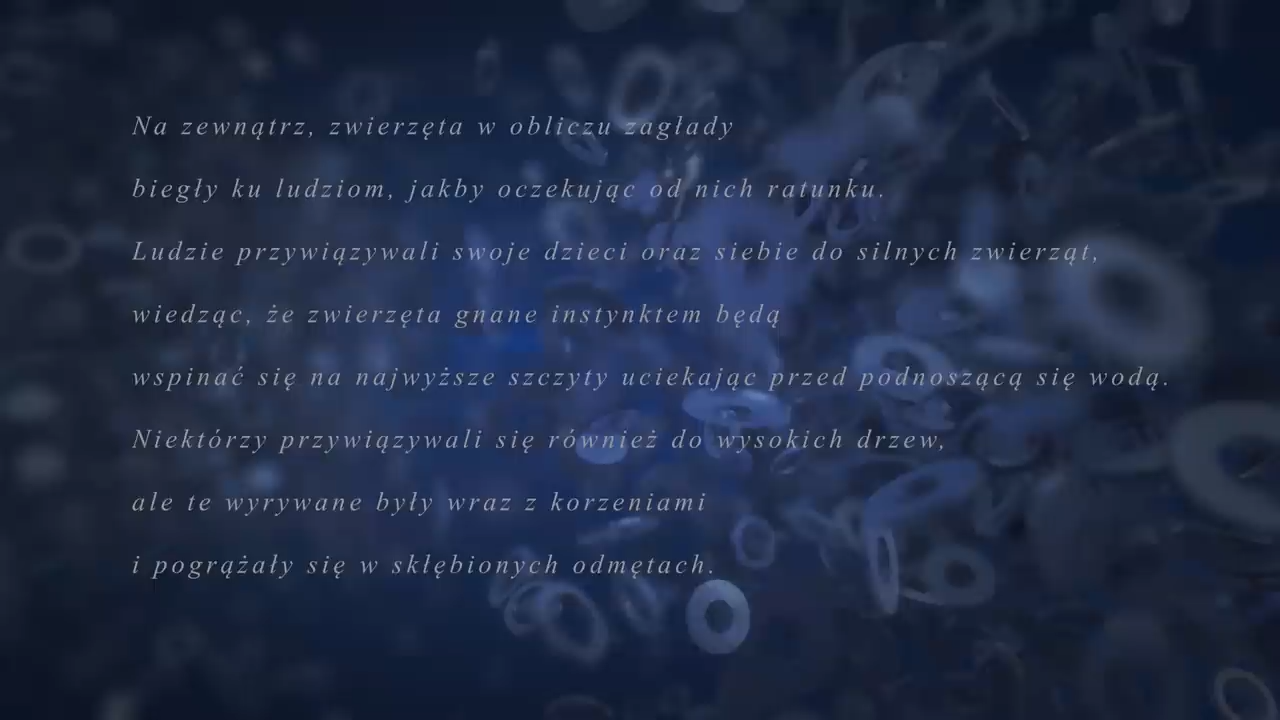 Na zewnątrz, zwierzęta w obliczu zagłady
biegły ku ludziom, jakby oczekując od nich ratunku.
Ludzie przywiązywali swoje dzieci oraz siebie do silnych zwierząt,
wiedząc, że zwierzęta gnane instynktem będą
wspinać się na najwyższe szczyty uciekając przed podnoszącą się wodą.
Niektórzy przywiązywali się również do wysokich drzew,
ale te wyrywane były wraz z korzeniami
i pogrążały się w skłębionych odmętach.